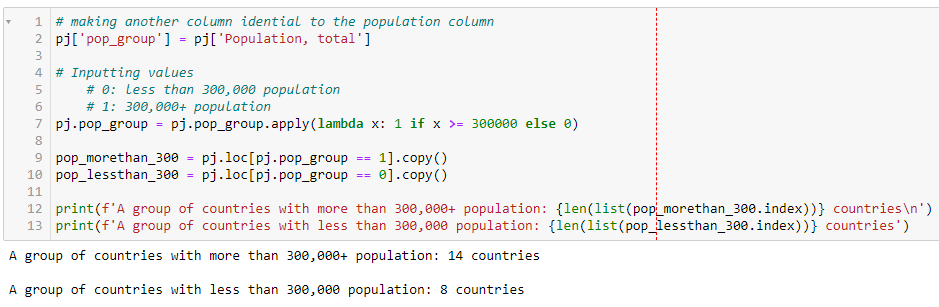 1 # making another column idential to the population column
2 pj['pop_group'] = pj['Population, total']
3
4 # Inputting values
5 # 0: less than 300,000 population
6 # 1: 300,000+ population
7 pj.pop_group = pj.pop_group.apply(lambda x: 1 if x >= 300000 else 0)
8
9 pop_morethan_300 = pj.loc[pj.pop_group == 1].copy()
10 pop_lessthan_300 = pj.loc[pj.pop_group == 0].copy()
11
12 print(f'A group of countries with more than 300,000+ population: {len(list(pop_morethan_300.index))} countries\n')
13 print(f'A group of countries with less than 300,000 population: {len(list(pop_lessthan_300.index))} countries')
A group of countries with more than 300,000+ population: 14 countries
A group of countries with less than 300,000 population: 8 countries